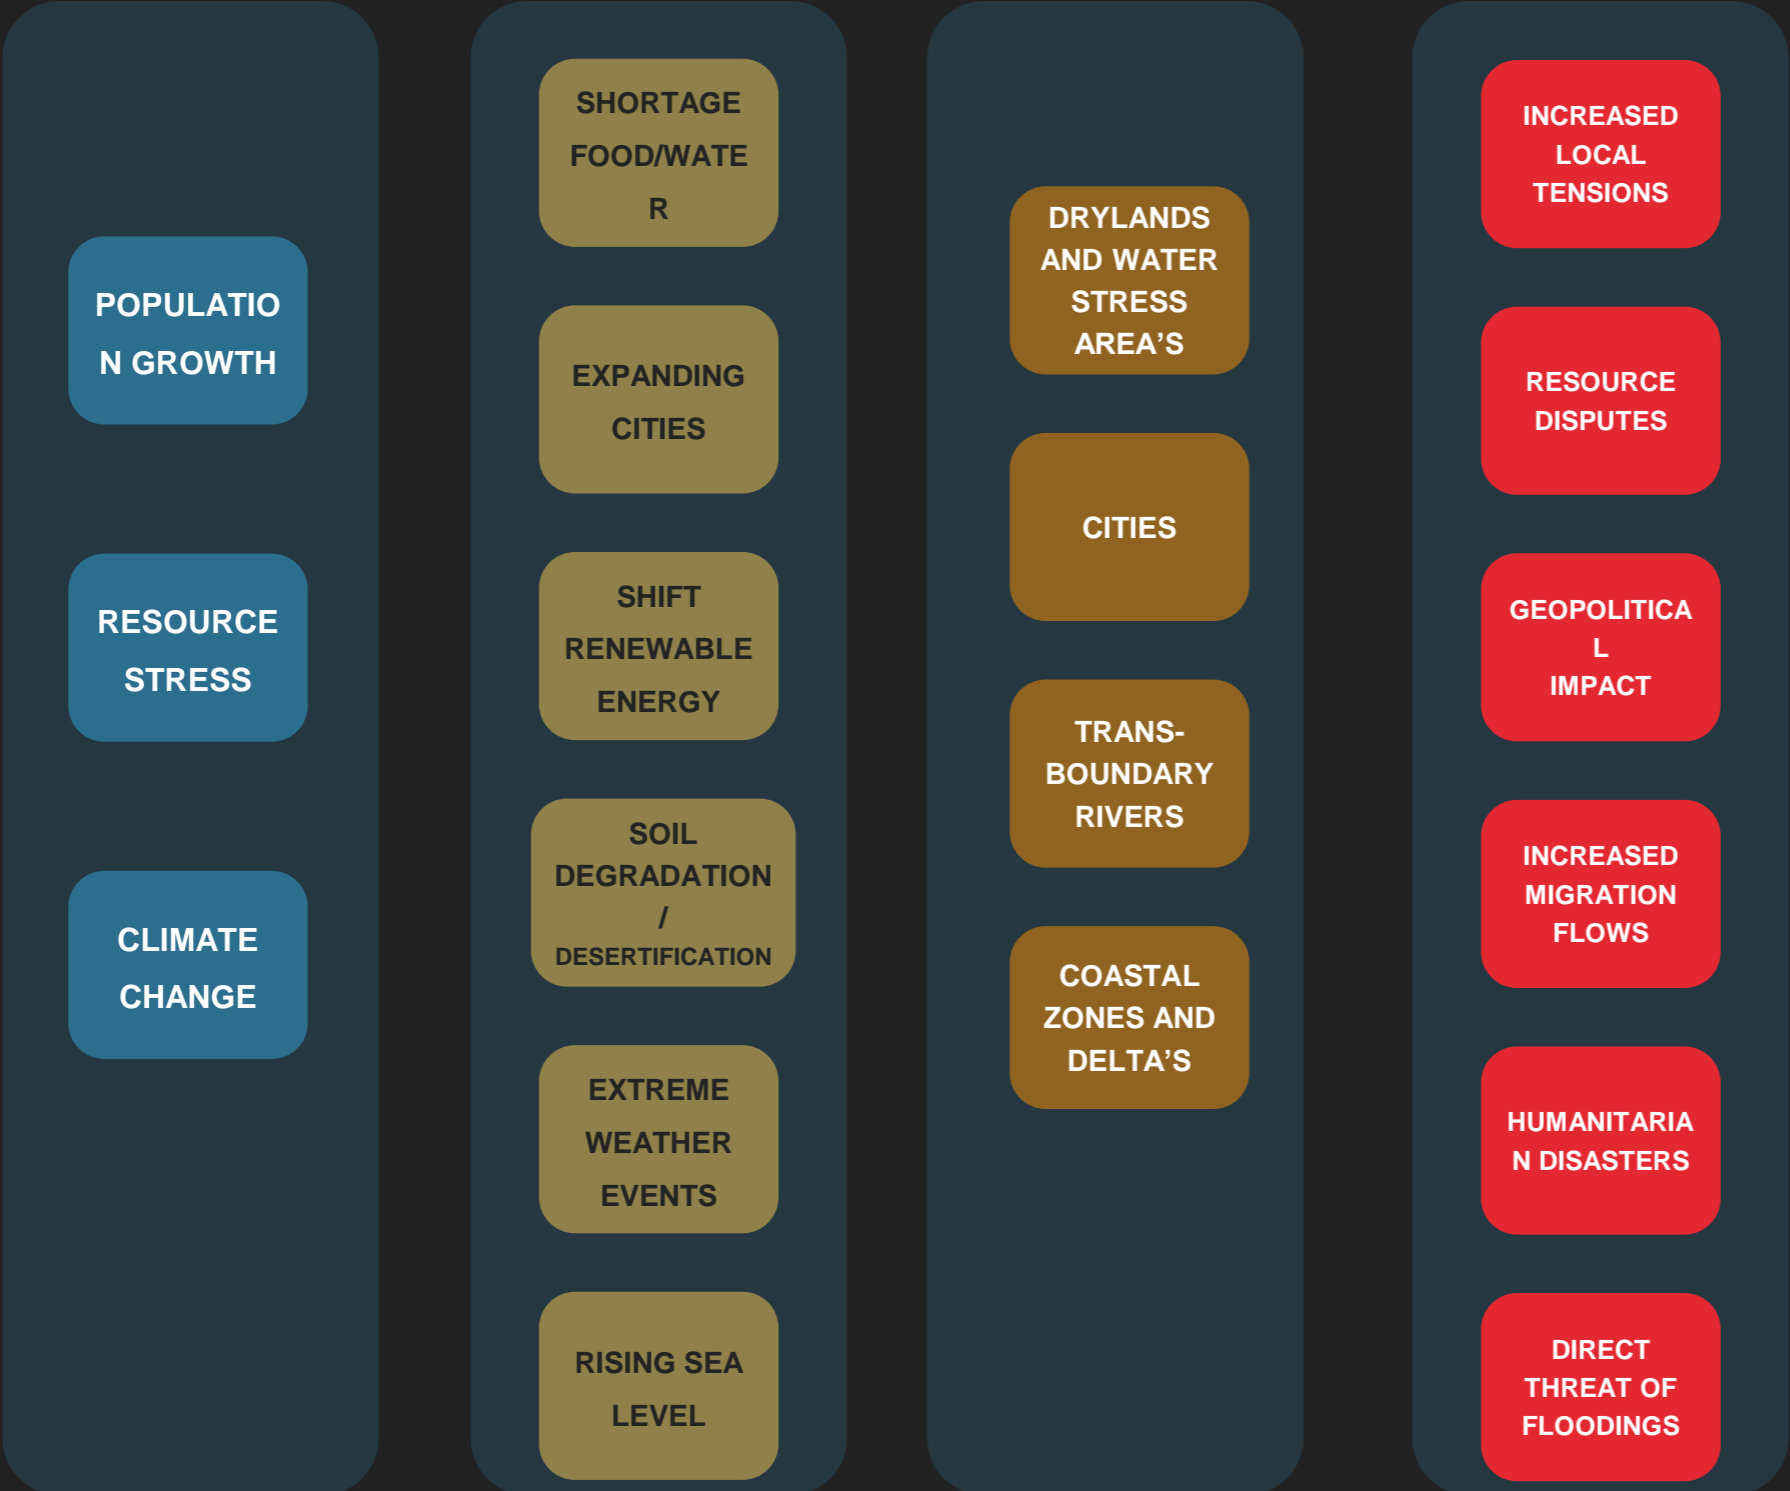 POPULATIO
N GROWTH
RESOURCE
STRESS
CLIMATE
CHANGE
SHORTAGE
FOOD/WATE
R
EXPANDING
CITIES
SHIFT
RENEWABLE
ENERGY
SOIL
DEGRADATION
/
DESERTIFICATION
EXTREME
WEATHER
EVENTS
RISING SEA
LEVEL
DRYLANDS
AND WATER
STRESS
AREA’S
CITIES
TRANS-
BOUNDARY
RIVERS
COASTAL
ZONES AND
DELTA’S
INCREASED
LOCAL
TENSIONS
RESOURCE
DISPUTES
GEOPOLITICA
L
IMPACT
INCREASED
MIGRATION
FLOWS
HUMANITARIA
N DISASTERS
DIRECT
THREAT OF
FLOODINGS